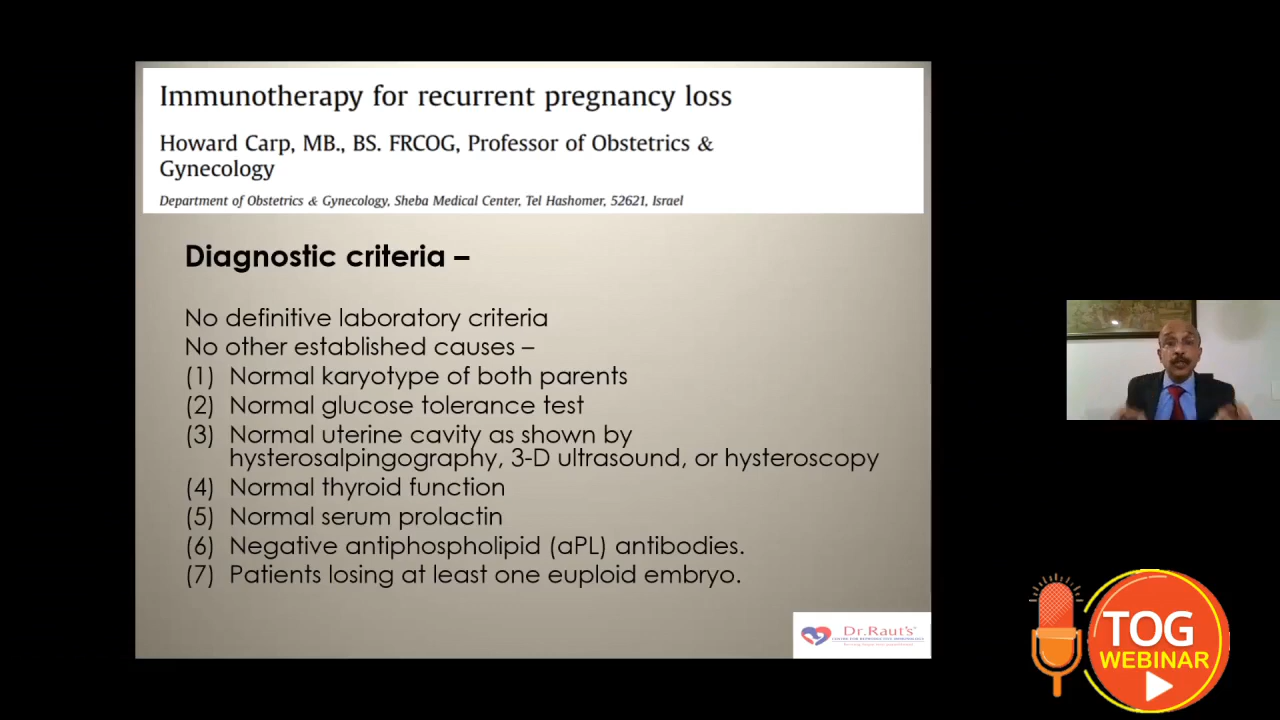 Immunotherapy for recurrent pregnancy loss
Howard Carp, MB., BS. FRCOG, Professor of Obstetrics &
Gynecology
Department of Obstetrics & Gynecology, Sheba Medical Center, Tel Hashomer, 52621, Israel
Diagnostic criteria –
No definitive laboratory criteria
No other established causes –
(1) Normal karyotype of both parents
(2) Normal glucose tolerance test
(3) Normal uterine cavity as shown by
hysterosalpingography, 3-D ultrasound, or hysteroscopy
(4) Normal thyroid function
(5) Normal serum prolactin
(6) Negative antiphospholipid (aPL) antibodies.
(7) Patients losing at least one euploid embryo.
Dr.Raut's
CENTRE FOR REPRODUCTIVE IMMUNOLOGY
TOG
WEBINAR